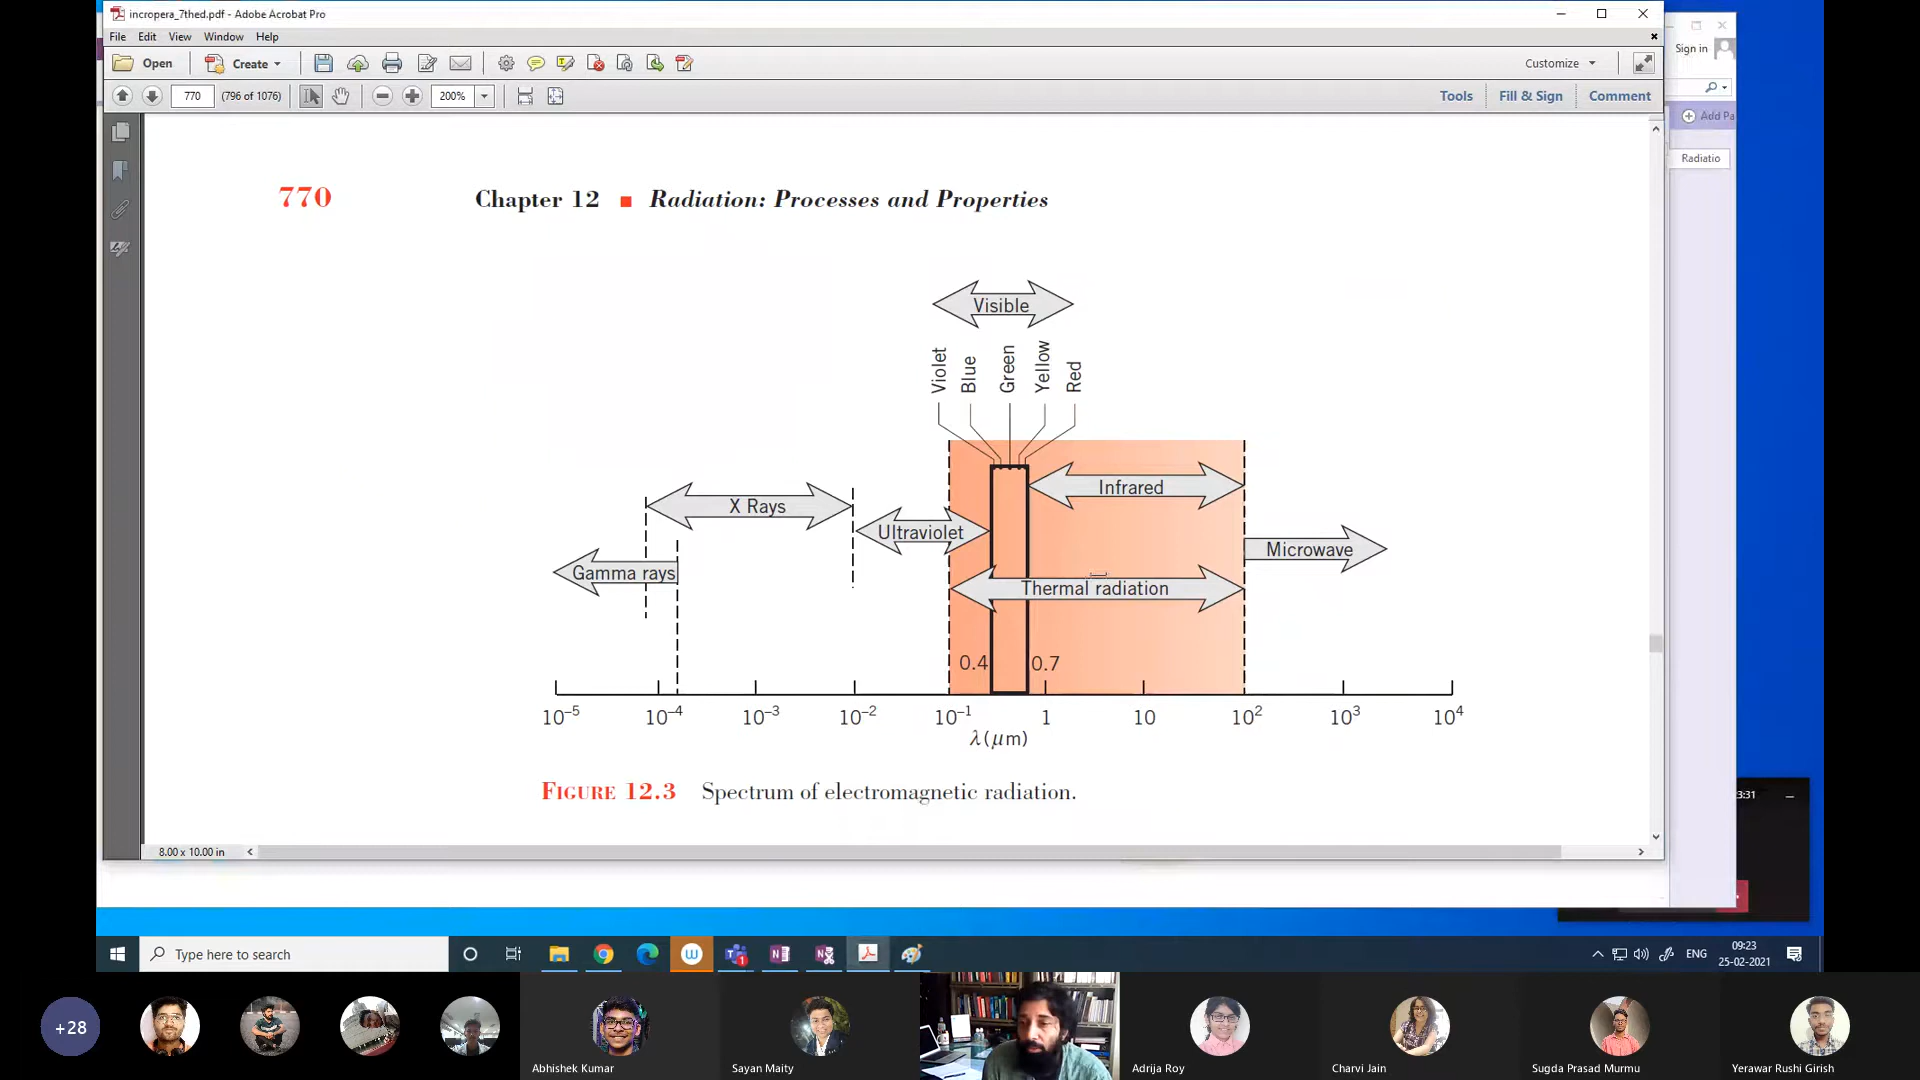 incropera_7thed.pdf - Adobe Acrobat Pro
File Edit View Window Help
Sign in
Open Create Customize
770 (796 of 1076) 200% Tools Fill & Sign Comment
Add Pa
Radiatio
770 Chapter 12 ■ Radiation: Processes and Properties
Visible
Violet
Blue
Green
Yellow
Red
Infrared
X Rays
Ultraviolet
Microwave
Gamma rays
Thermal radiation
0.4 0.7
10⁻⁵ 10⁻⁴ 10⁻³ 10⁻² 10⁻¹ 1 10 10² 10³ 10⁴
λ(μm)
FIGURE 12.3 Spectrum of electromagnetic radiation.
3:31
8.00 x 10.00 in
Type here to search
ENG
09:23
25-02-2021
+28
Abhishek Kumar
Sayan Maity
Adrija Roy
Charvi Jain
Sugda Prasad Murmu
Yerawar Rushi Girish